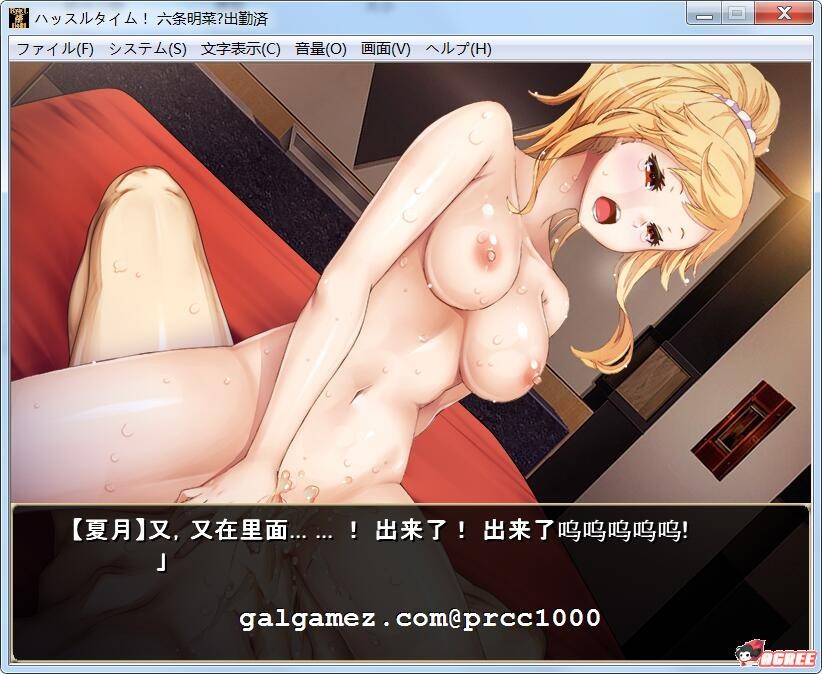 ハッスルタイム！ 六条明菜?出勤済
ファイル(F) システム(S) 文字表示(C) 音量(O) 画面(V) ヘルプ(H)
【夏月】又, 又在里面... ... ！ 出来了 ！ 出来了呜呜呜呜呜!
」
galgamez.com@prcc1000
AGREE